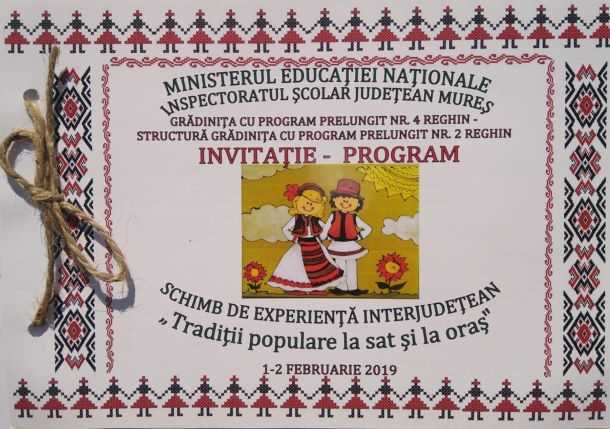 MINISTERUL EDUCAȚIEI NAȚIONALE
INSPECTORATUL ȘCOLAR JUDEȚEAN MUREȘ
GRĂDINIȚA CU PROGRAM PRELUNGIT NR. 4 REGHIN -
STRUCTURĂ GRĂDINIȚA CU PROGRAM PRELUNGIT NR. 2 REGHIN
INVITAȚIE - PROGRAM
SCHIMB DE EXPERIENȚĂ INTERJUDEȚEAN
„Tradiții populare la sat și la oraș"
1-2 FEBRUARIE 2019